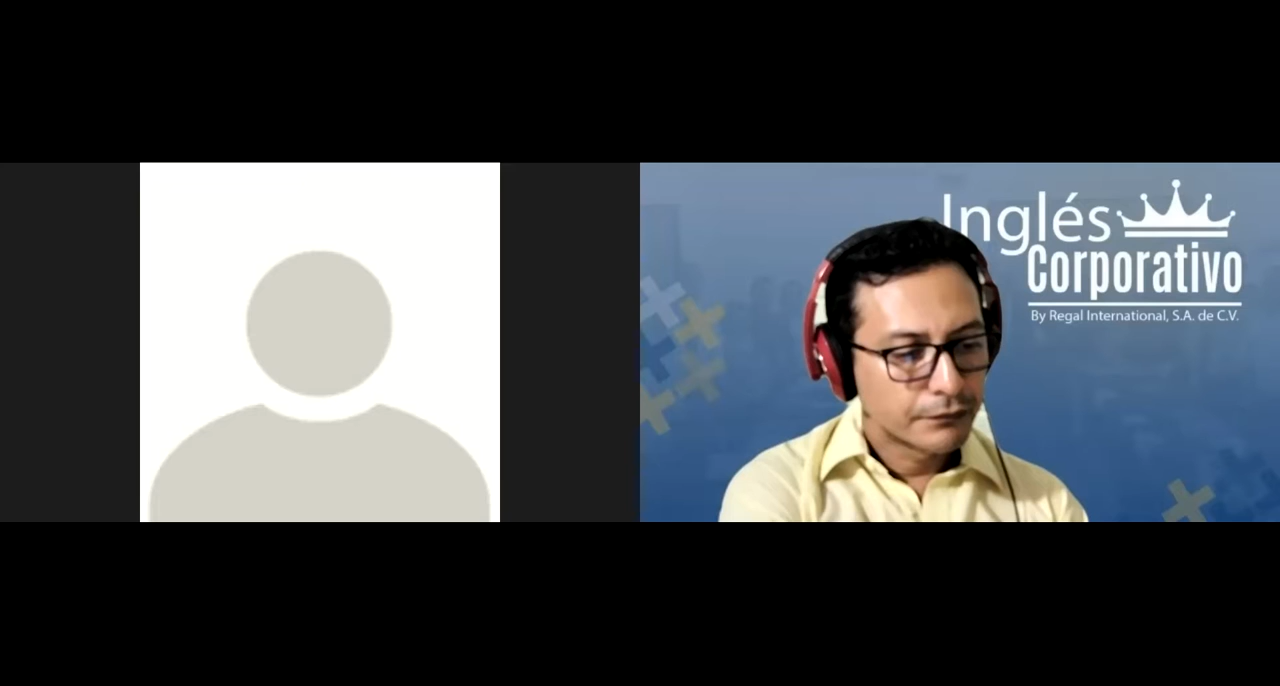 Inglés
Corporativo
By Regal International, S.A. de C.V.